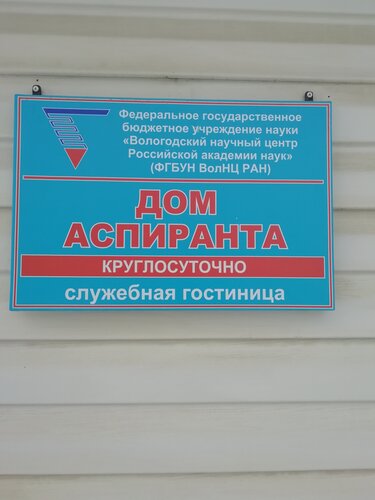 Федеральное государственное
бюджетное учреждение науки
«Вологодский научный центр
Российской академии наук»
(ФГБУН ВолНЦ РАН)
ДОМ
АСПИРАНТА
КРУГЛОСУТОЧНО
служебная гостиница